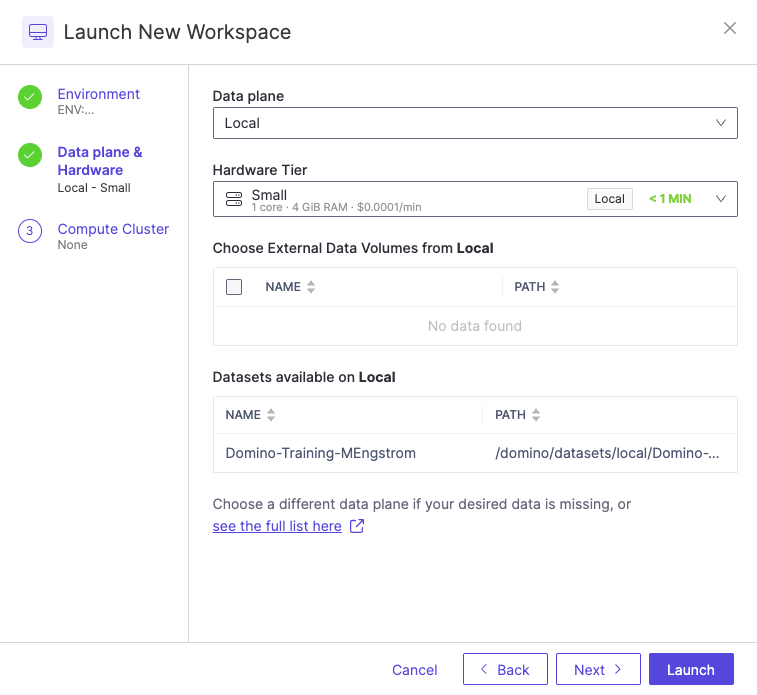 Launch New Workspace
Environment
ENV:...
Data plane &
Hardware
Local - Small
3
Compute Cluster
None
Data plane
Local
Hardware Tier
Small
1 core · 4 GiB RAM · $0.0001/min
Local
< 1 MIN
Choose External Data Volumes from Local
NAME
PATH
No data found
Datasets available on Local
NAME
PATH
Domino-Training-MEngstrom
/domino/datasets/local/Domino-...
Choose a different data plane if your desired data is missing, or
see the full list here
Cancel
Back
Next
Launch